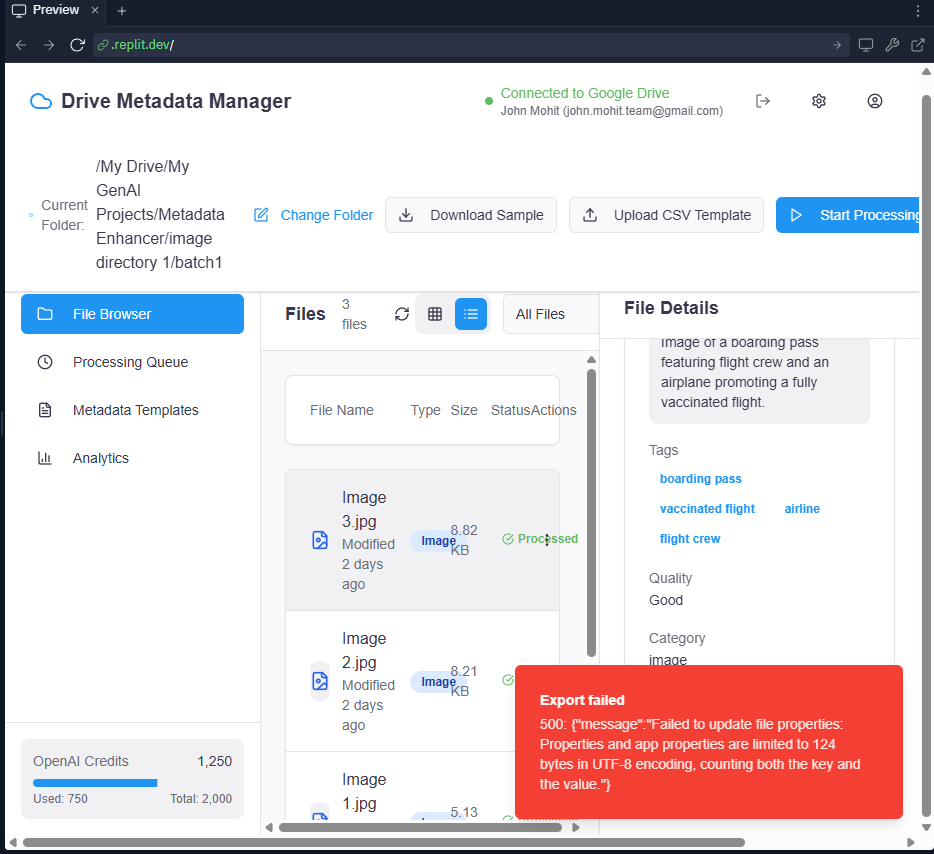 Preview
.replit.dev/
Drive Metadata Manager
Connected to Google Drive
John Mohit (john.mohit.team@gmail.com)
Current
Folder:
/My Drive/My
GenAI
Projects/Metadata
Enhancer/image
directory 1/batch1
Change Folder
Download Sample
Upload CSV Template
Start Processing
File Browser
Processing Queue
Metadata Templates
Analytics
OpenAI Credits 1,250
Used: 750 Total: 2,000
Files
3
files
All Files
File Name Type Size Status Actions
Image
3.jpg
Modified
2 days
ago
Image
8.82
KB
Processed
Image
2.jpg
Modified
2 days
ago
Image
8.21
KB
Image
1.jpg
5.13
File Details
Image of a boarding pass
featuring flight crew and an
airplane promoting a fully
vaccinated flight.
Tags
boarding pass
vaccinated flight airline
flight crew
Quality
Good
Category
image
Export failed
500: {"message":"Failed to update file properties:
Properties and app properties are limited to 124
bytes in UTF-8 encoding, counting both the key and
the value."}